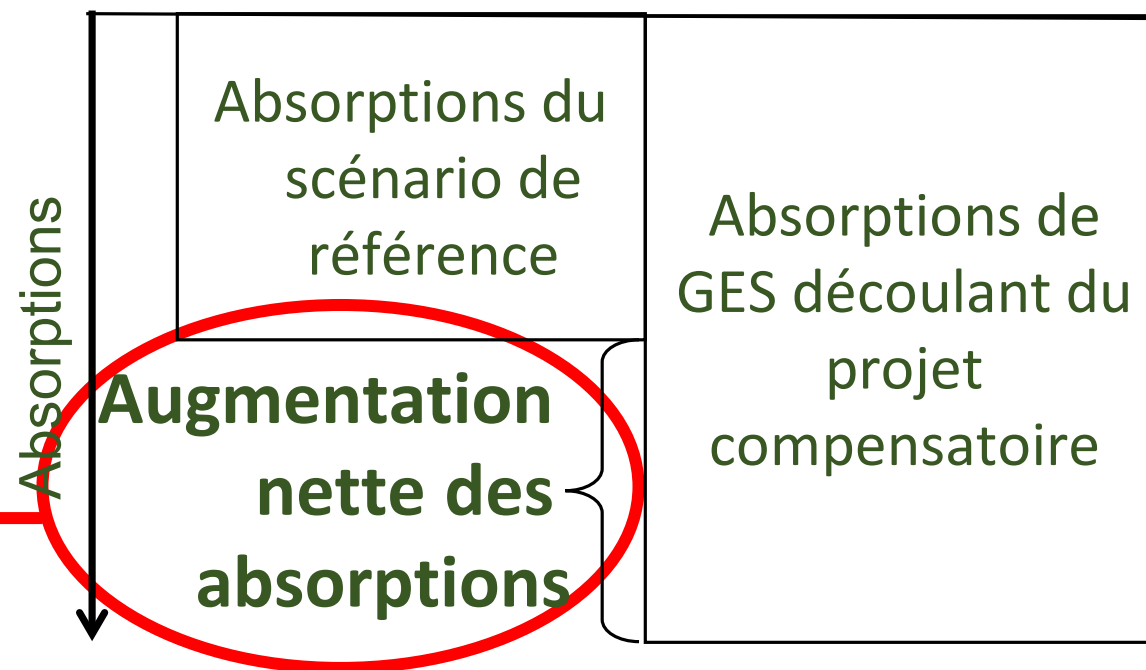 Absorptions
Absorptions du
scénario de
référence
Augmentation
nette des
absorptions
Absorptions de
GES découlant du
projet
compensatoire